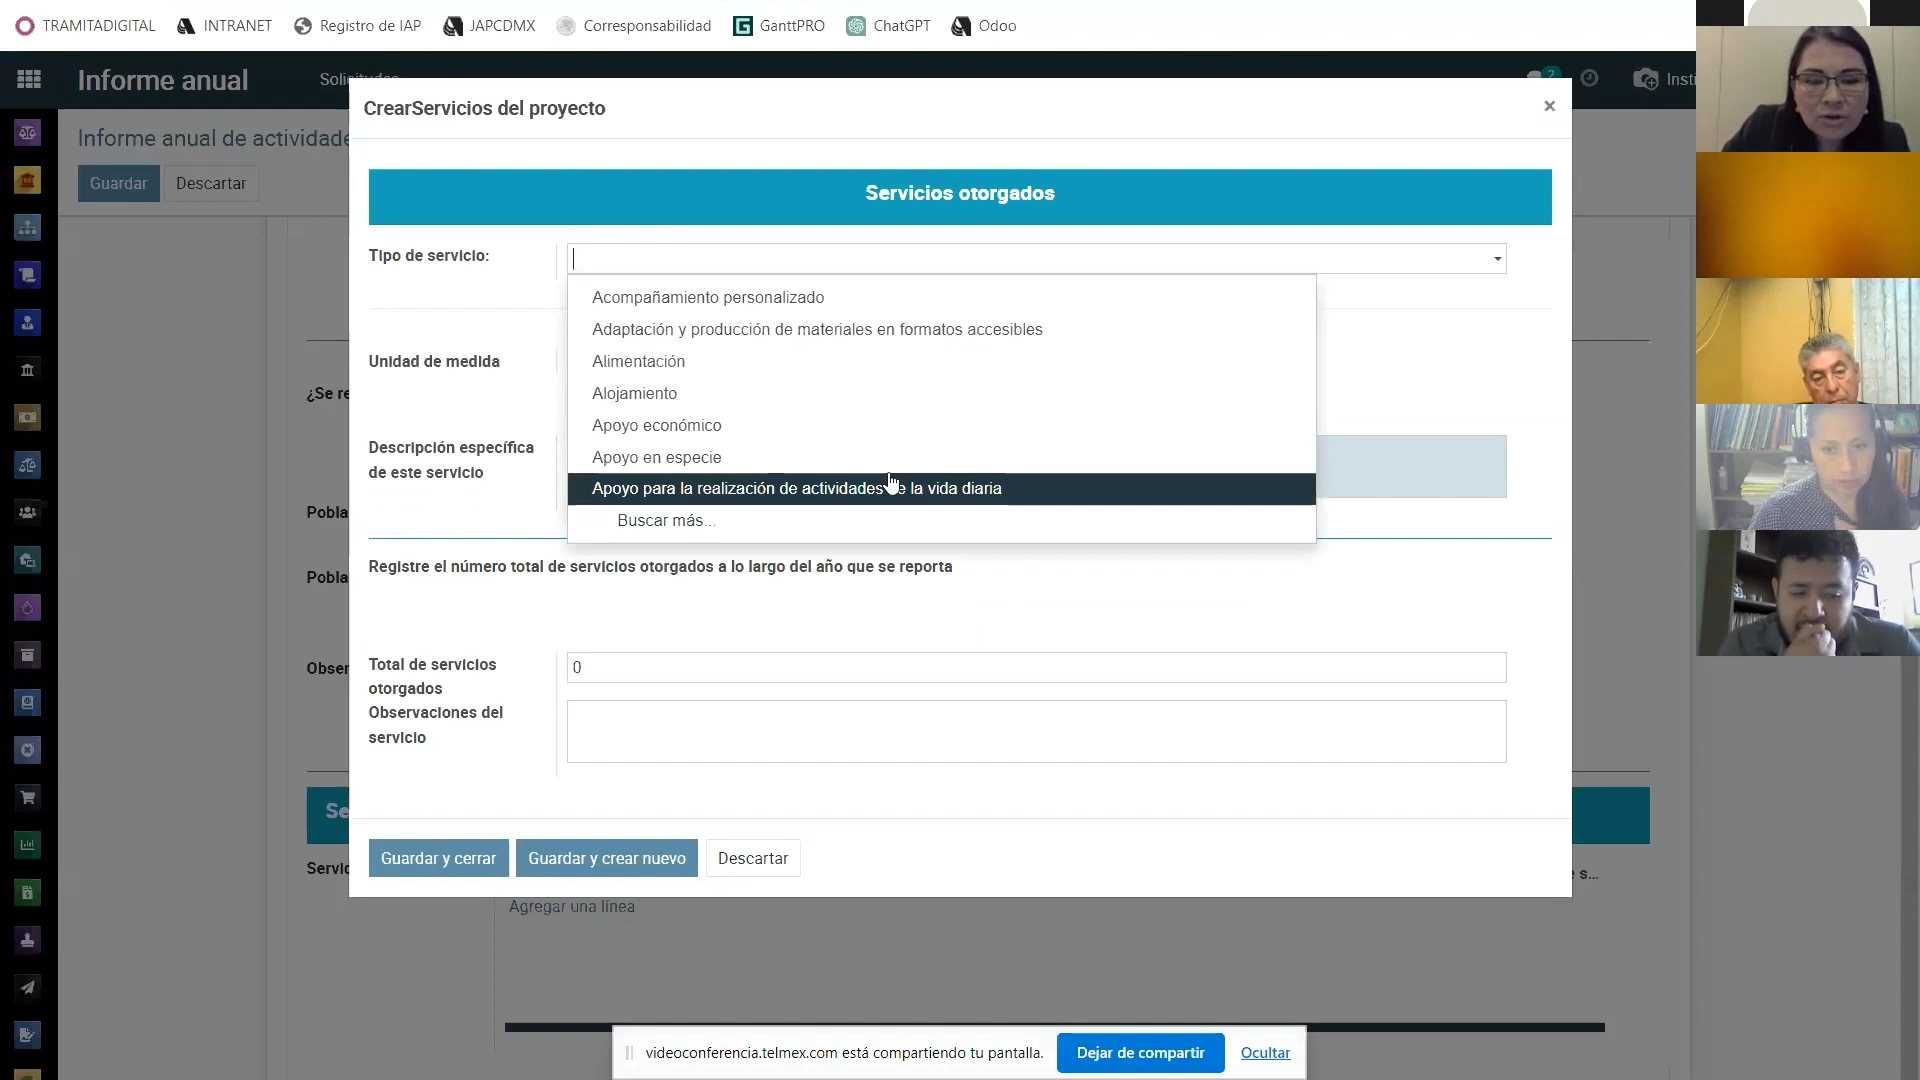 TRAMITADIGITAL INTRANET Registro de IAP JAPCDMX Corresponsabilidad GanttPRO ChatGPT Odoo
Informe anual
2
Insti
CrearServicios del proyecto
×
Informe anual de actividade
Guardar Descartar
Servicios otorgados
Tipo de servicio:
Acompañamiento personalizado
Adaptación y producción de materiales en formatos accesibles
Alimentación
Alojamiento
Apoyo económico
Apoyo en especie
Apoyo para la realización de actividades la vida diaria
Buscar más...
Unidad de medida
¿Se re
Descripción específica
de este servicio
Pobla
Registre el número total de servicios otorgados a lo largo del año que se reporta
Pobla
Total de servicios
otorgados
0
Obser
Observaciones del
servicio
Se
Guardar y cerrar Guardar y crear nuevo Descartar
Servic
s...
Agregar una línea
videoconferencia.telmex.com está compartiendo tu pantalla. Dejar de compartir Ocultar